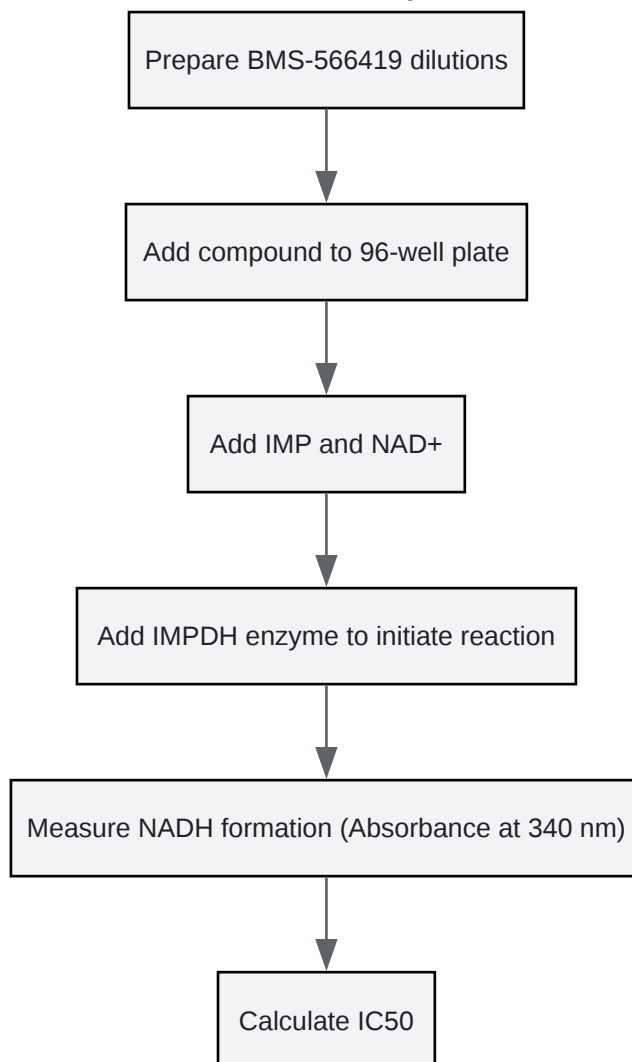 Prepare BMS-566419 dilutions
Add compound to 96-well plate
Add IMP and NAD+
Add IMPDH enzyme to initiate reaction
Measure NADH formation (Absorbance at 340 nm)
Calculate IC50